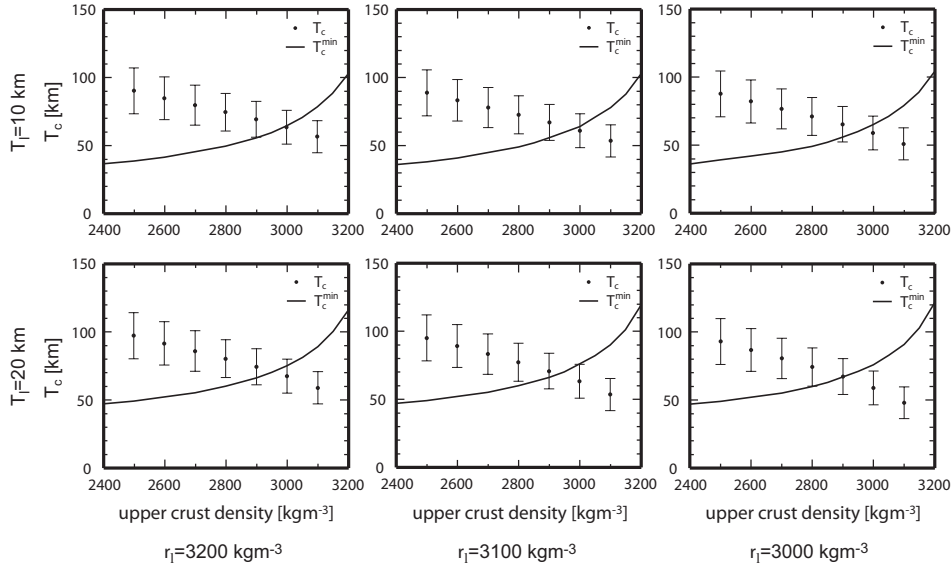 T_l=10 km
T_c [km]
150
100
50
0
T_c
T_c^min
2400 2600 2800 3000 3200
150
100
50
0
T_c
T_c^min
2400 2600 2800 3000 3200
150
100
50
0
T_c
T_c^min
2400 2600 2800 3000 3200
T_l=20 km
T_c [km]
150
100
50
0
T_c
T_c^min
2400 2600 2800 3000 3200
150
100
50
0
T_c
T_c^min
2400 2600 2800 3000 3200
150
100
50
0
T_c
T_c^min
2400 2600 2800 3000 3200
upper crust density [kgm-3]
upper crust density [kgm-3]
upper crust density [kgm-3]
r_l=3200 kgm-3
r_l=3100 kgm-3
r_l=3000 kgm-3